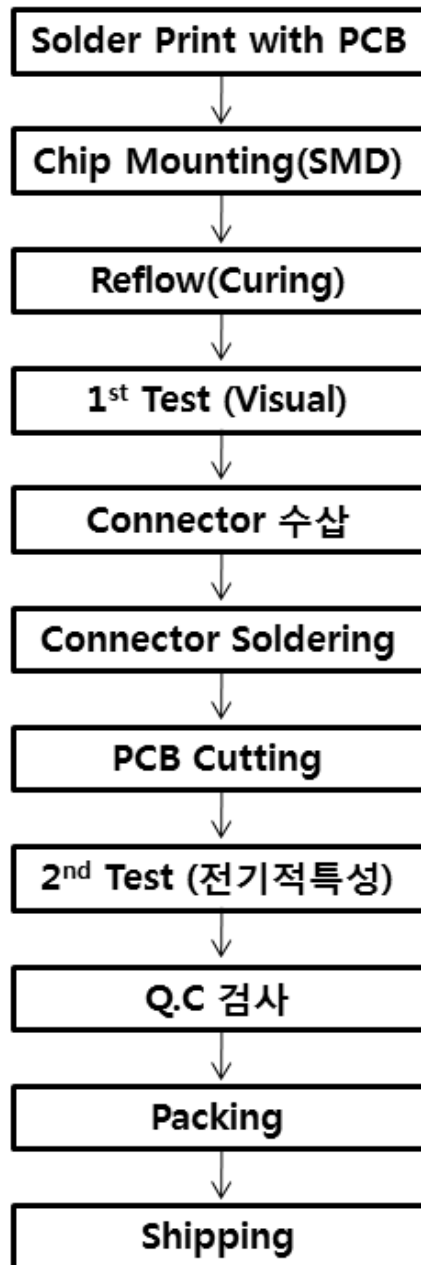 Solder Print with PCB
Chip Mounting(SMD)
Reflow(Curing)
1st Test (Visual)
Connector 수삽
Connector Soldering
PCB Cutting
2nd Test (전기적특성)
Q.C 검사
Packing
Shipping